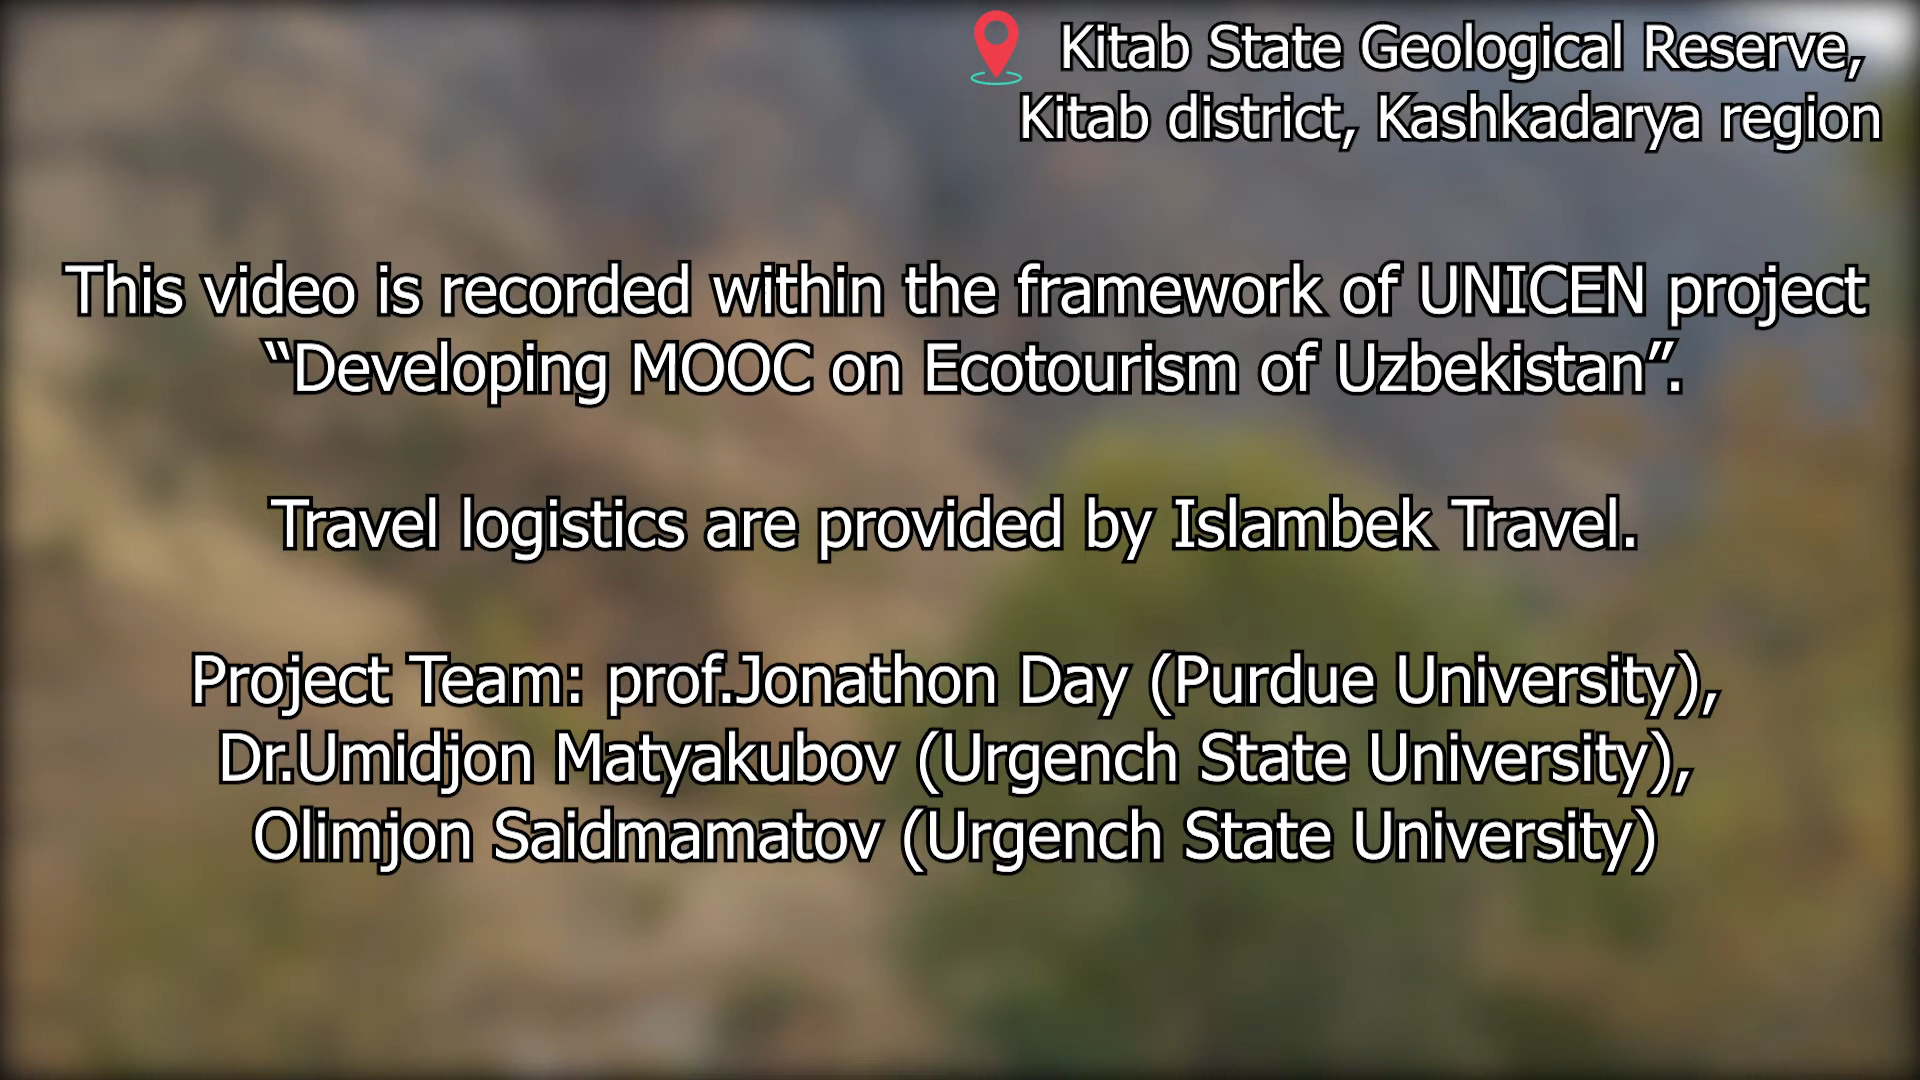 Kitab State Geological Reserve,
Kitab district, Kashkadarya region
This video is recorded within the framework of UNICEN project
“Developing MOOC on Ecotourism of Uzbekistan”.
Travel logistics are provided by Islambek Travel.
Project Team: prof.Jonathon Day (Purdue University),
Dr.Umidjon Matyakubov (Urgench State University),
Olimjon Saidmamatov (Urgench State University)